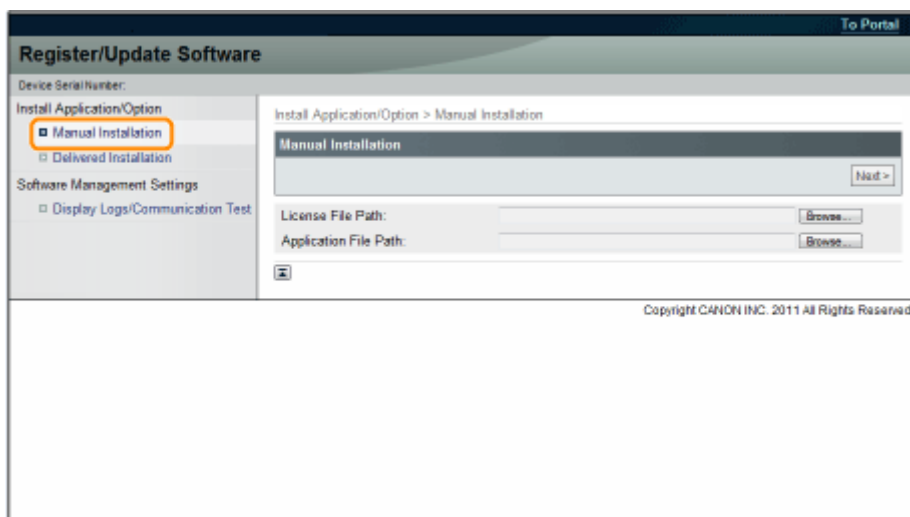 To Portal
Register/Update Software
Device Serial Number:
Install Application/Option
Manual Installation
Delivered Installation
Software Management Settings
Display Logs/Communication Test
Install Application/Option > Manual Installation
Manual Installation
Next >
License File Path:
Browse...
Application File Path:
Browse...
Copyright CANON INC. 2011 All Rights Reserved